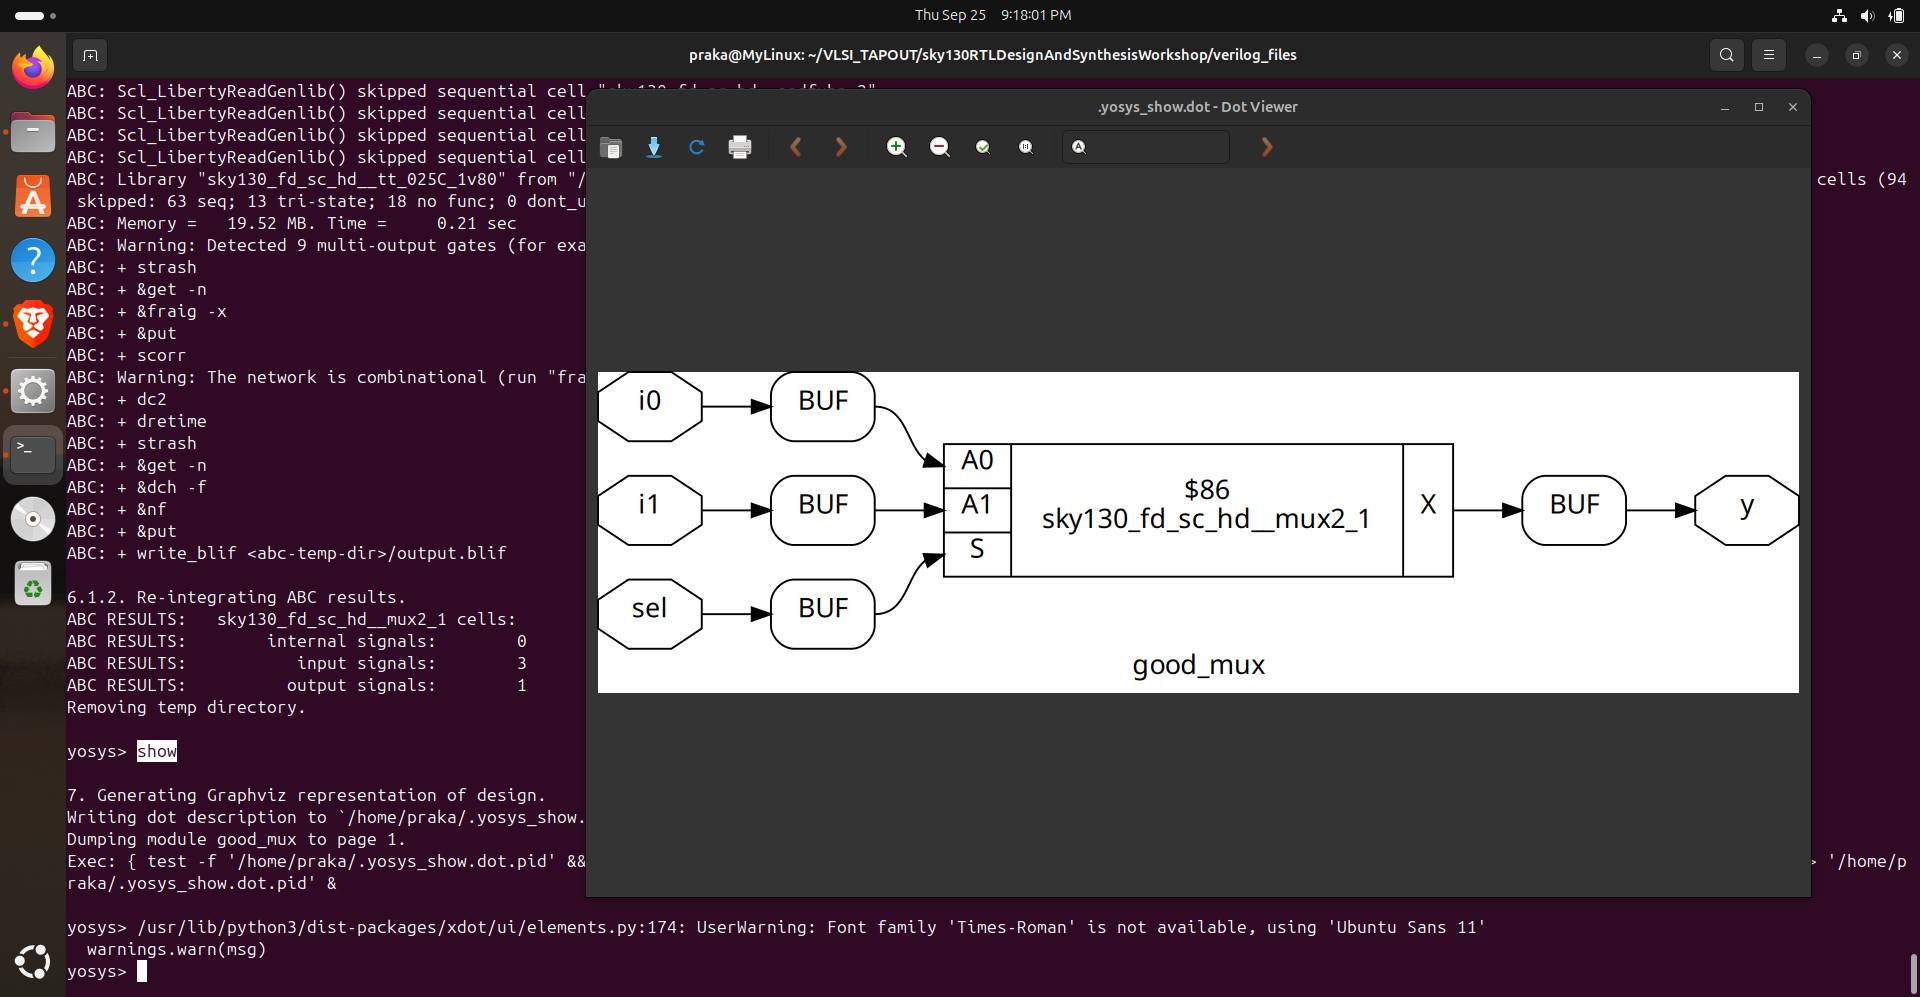 Thu Sep 25 9:18:01 PM
praka@MyLinux: ~/VLSI_TAPOUT/sky130RTLDesignAndSynthesisWorkshop/verilog_files
ABC: Scl_LibertyReadGenlib() skipped sequential cell
ABC: Scl_LibertyReadGenlib() skipped sequential cell
ABC: Scl_LibertyReadGenlib() skipped sequential cell
ABC: Scl_LibertyReadGenlib() skipped sequential cell
ABC: Library "sky130_fd_sc_hd__tt_025C_1v80" from "/ cells (94
skipped: 63 seq; 13 tri-state; 18 no func; 0 dont_u
ABC: Memory = 19.52 MB. Time = 0.21 sec
ABC: Warning: Detected 9 multi-output gates (for exa
ABC: + strash
ABC: + &get -n
ABC: + &fraig -x
ABC: + &put
ABC: + scorr
ABC: Warning: The network is combinational (run "fra
ABC: + dc2
ABC: + dretime
ABC: + strash
ABC: + &get -n
ABC: + &dch -f
ABC: + &nf
ABC: + &put
ABC: + write_blif <abc-temp-dir>/output.blif
6.1.2. Re-integrating ABC results.
ABC RESULTS: sky130_fd_sc_hd__mux2_1 cells:
ABC RESULTS: internal signals: 0
ABC RESULTS: input signals: 3
ABC RESULTS: output signals: 1
Removing temp directory.
yosys> show
7. Generating Graphviz representation of design.
Writing dot description to `/home/praka/.yosys_show.
Dumping module good_mux to page 1.
Exec: { test -f '/home/praka/.yosys_show.dot.pid' && > '/home/p
raka/.yosys_show.dot.pid' &
yosys> /usr/lib/python3/dist-packages/xdot/ui/elements.py:174: UserWarning: Font family 'Times-Roman' is not available, using 'Ubuntu Sans 11'
warnings.warn(msg)
yosys>
.yosys_show.dot - Dot Viewer
i0
BUF
A0
i1
BUF
A1
$86
sky130_fd_sc_hd__mux2_1
X
BUF
y
S
sel
BUF
good_mux